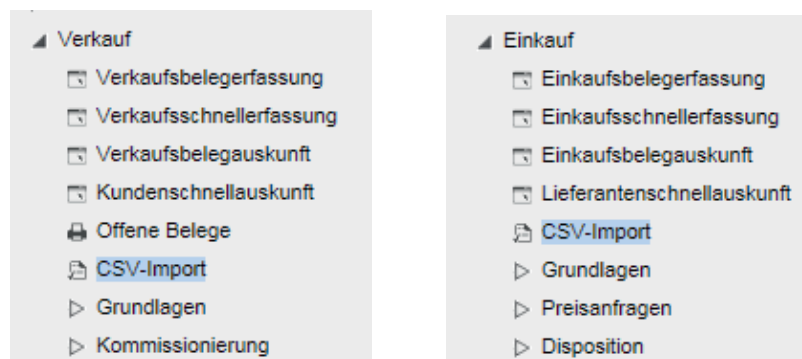 Verkauf
Verkaufsbelegerfassung
Verkaufsschnellerfassung
Verkaufsbelegauskunft
Kundenschnellauskunft
Offene Belege
CSV-Import
Grundlagen
Kommissionierung
Einkauf
Einkaufsbelegerfassung
Einkaufsschnellerfassung
Einkaufsbelegauskunft
Lieferantenschnellauskunft
CSV-Import
Grundlagen
Preisanfragen
Disposition